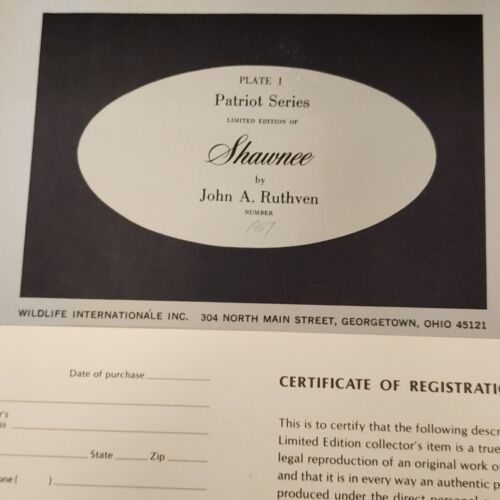 PLATE I
Patriot Series
LIMITED EDITION OF
Shawnee
by
John A. Ruthven
NUMBER
WILDLIFE INTERNATIONALE INC. 304 NORTH MAIN STREET, GEORGETOWN, OHIO 45121
Date of purchase
State Zip
( )
CERTIFICATE OF
This is to certify that the following
Limited Edition collector's item is a true
legal reproduction of an original work
and that it is in every way an authentic
produced under the direct personal